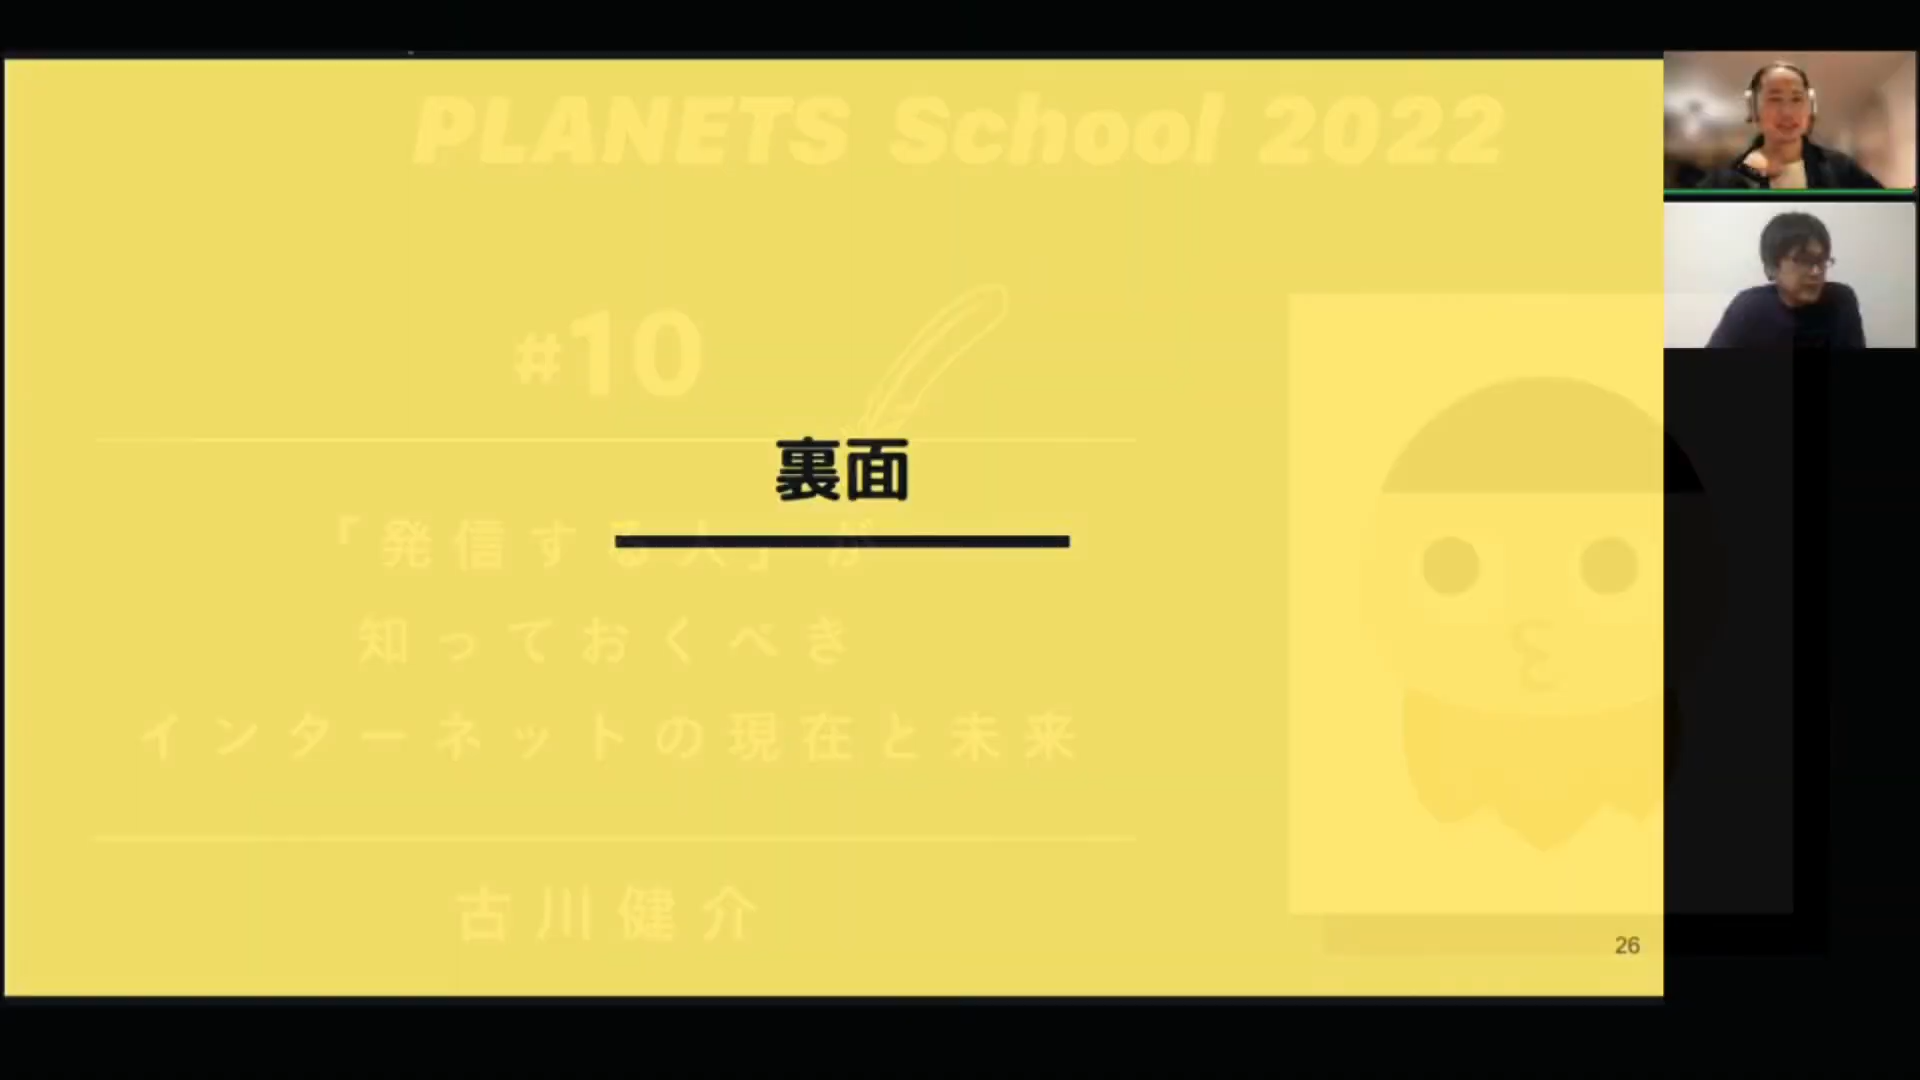 PLANETS School 2022
#10
裏面
「発信する人」が
知っておくべき
インターネットの現在と未来
古川健介
26